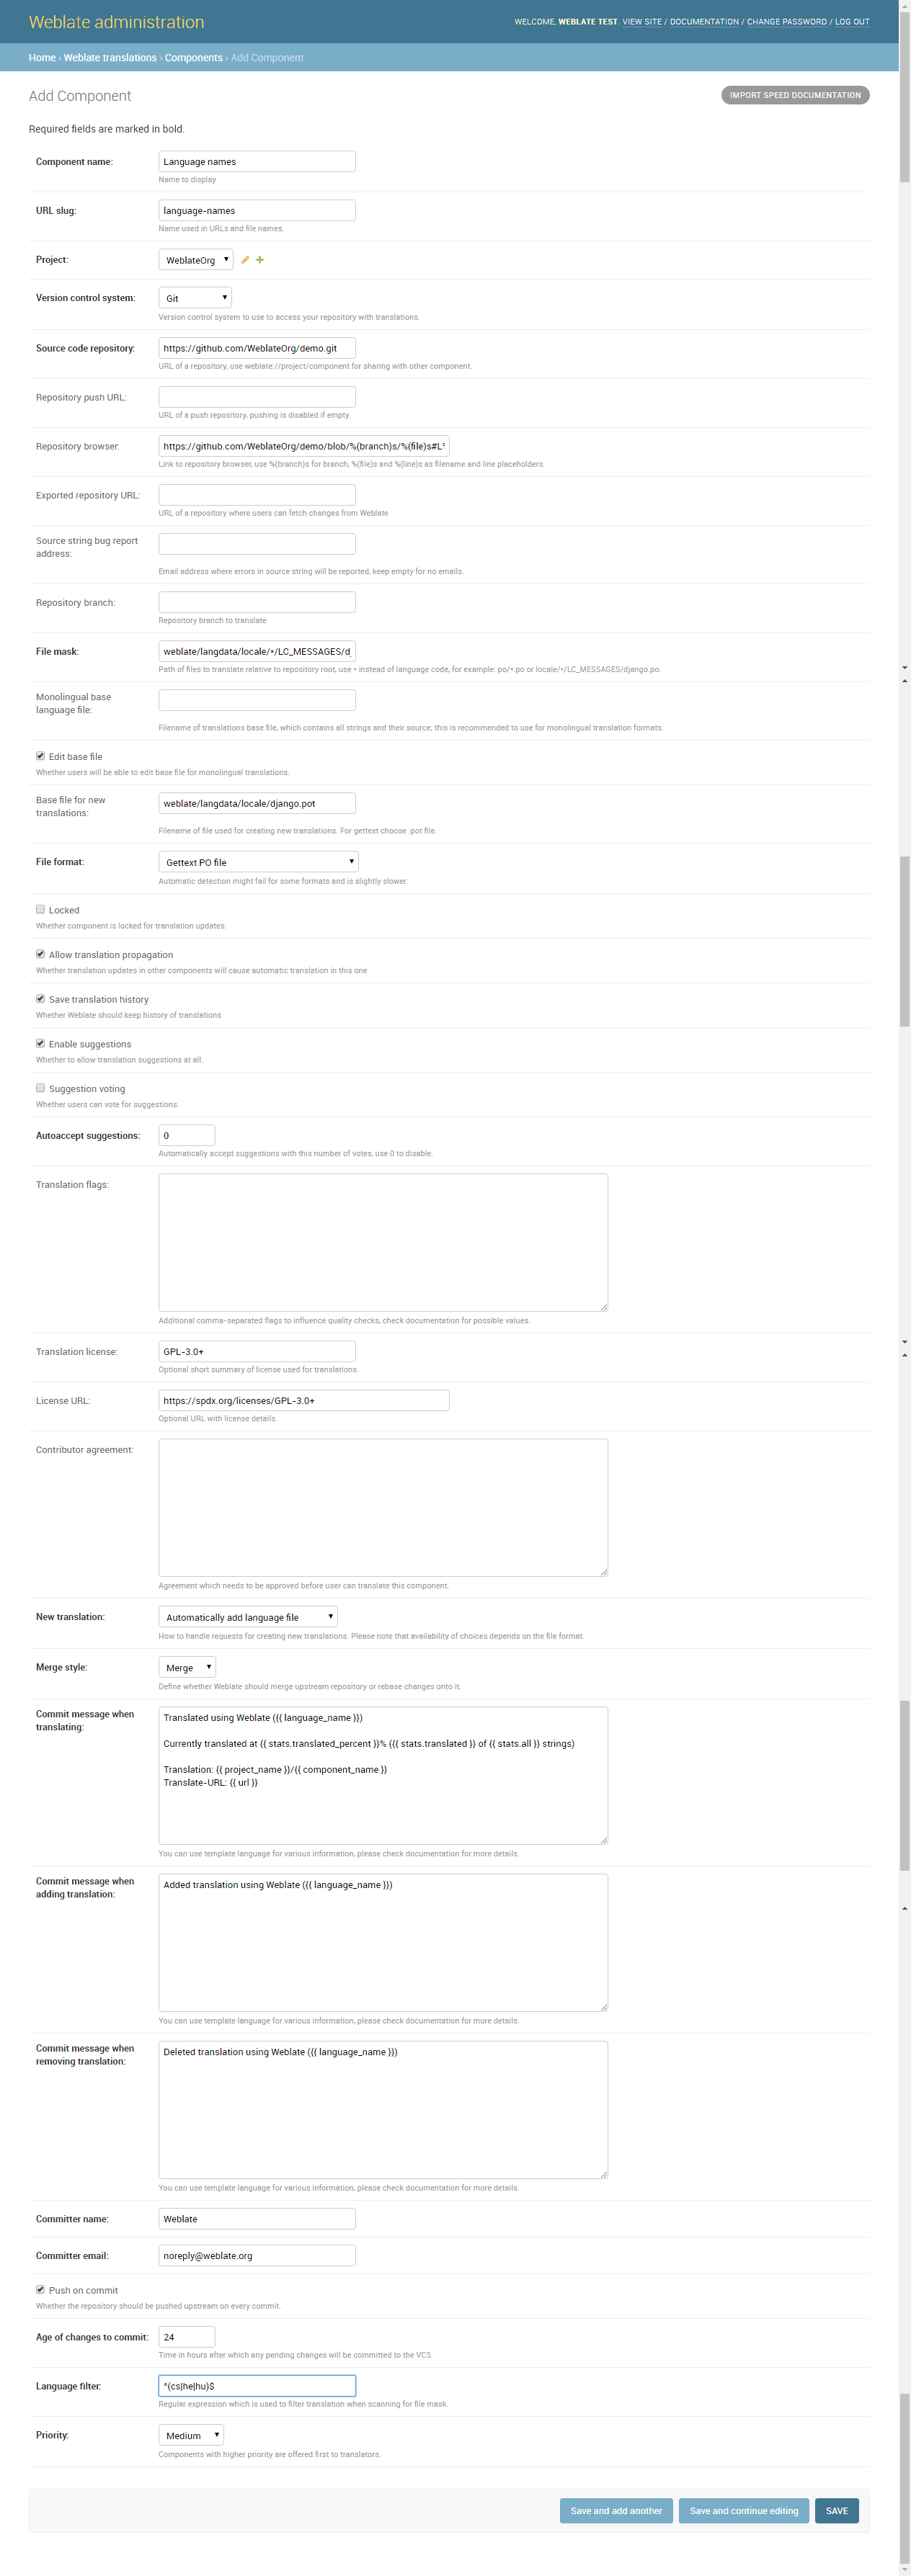 Weblate administration
WELCOME, WEBLATE TEST. VIEW SITE / DOCUMENTATION / CHANGE PASSWORD / LOG OUT
Home › Weblate translations › Components › Add Component
Add Component
IMPORT SPEED DOCUMENTATION
Required fields are marked in bold.
Component name: Language names
Name to display
URL slug: language-names
Name used in URLs and file names.
Project: WeblateOrg
Version control system: Git
Version control system to use to access your repository with translations.
Source code repository: https://github.com/WeblateOrg/demo.git
URL of a repository, use weblate://project/component for sharing with other component.
Repository push URL:
URL of a push repository, pushing is disabled if empty.
Repository browser: https://github.com/WeblateOrg/demo/blob/%(branch)s/%(file)s#L
Link to repository browser, use %(branch)s for branch, %(file)s and %(line)s as filename and line placeholders.
Exported repository URL:
URL of a repository where users can fetch changes from Weblate
Source string bug report
address:
Email address where errors in source string will be reported, keep empty for no emails.
Repository branch:
Repository branch to translate
File mask: weblate/langdata/locale/*/LC_MESSAGES/d
Path of files to translate relative to repository root, use * instead of language code, for example: po/*.po or locale/*/LC_MESSAGES/django.po.
Monolingual base
language file:
Filename of translations base file, which contains all strings and their source; this is recommended to use for monolingual translation formats.
Edit base file
Whether users will be able to edit base file for monolingual translations.
Base file for new
translations:
weblate/langdata/locale/django.pot
Filename of file used for creating new translations. For gettext choose .pot file.
File format: Gettext PO file
Automatic detection might fail for some formats and is slightly slower.
Locked
Whether component is locked for translation updates.
Allow translation propagation
Whether translation updates in other components will cause automatic translation in this one
Save translation history
Whether Weblate should keep history of translations
Enable suggestions
Whether to allow translation suggestions at all.
Suggestion voting
Whether users can vote for suggestions.
Autoaccept suggestions: 0
Automatically accept suggestions with this number of votes, use 0 to disable.
Translation flags:
Additional comma-separated flags to influence quality checks, check documentation for possible values.
Translation license: GPL-3.0+
Optional short summary of license used for translations.
License URL: https://spdx.org/licenses/GPL-3.0+
Optional URL with license details.
Contributor agreement:
Agreement which needs to be approved before user can translate this component.
New translation: Automatically add language file
How to handle requests for creating new translations. Please note that availability of choices depends on the file format.
Merge style: Merge
Define whether Weblate should merge upstream repository or rebase changes onto it.
Commit message when
translating:
Translated using Weblate ({{ language_name }})
Currently translated at {{ stats.translated_percent }}% ({{ stats.translated }} of {{ stats.all }} strings)
Translation: {{ project_name }}/{{ component_name }}
Translate-URL: {{ url }}
You can use template language for various information, please check documentation for more details.
Commit message when
adding translation:
Added translation using Weblate ({{ language_name }})
You can use template language for various information, please check documentation for more details.
Commit message when
removing translation:
Deleted translation using Weblate ({{ language_name }})
You can use template language for various information, please check documentation for more details.
Committer name: Weblate
Committer email: noreply@weblate.org
Push on commit
Whether the repository should be pushed upstream on every commit.
Age of changes to commit: 24
Time in hours after which any pending changes will be committed to the VCS.
Language filter: ^(cs|he|hu)$
Regular expression which is used to filter translation when scanning for file mask.
Priority: Medium
Components with higher priority are offered first to translators.
Save and add another
Save and continue editing
SAVE